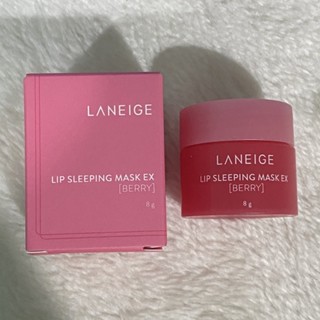 LANEIGE
LIP SLEEPING MASK EX
[BERRY]
8 g
LANEIGE
LIP SLEEPING MASK EX
[BERRY]
8 g